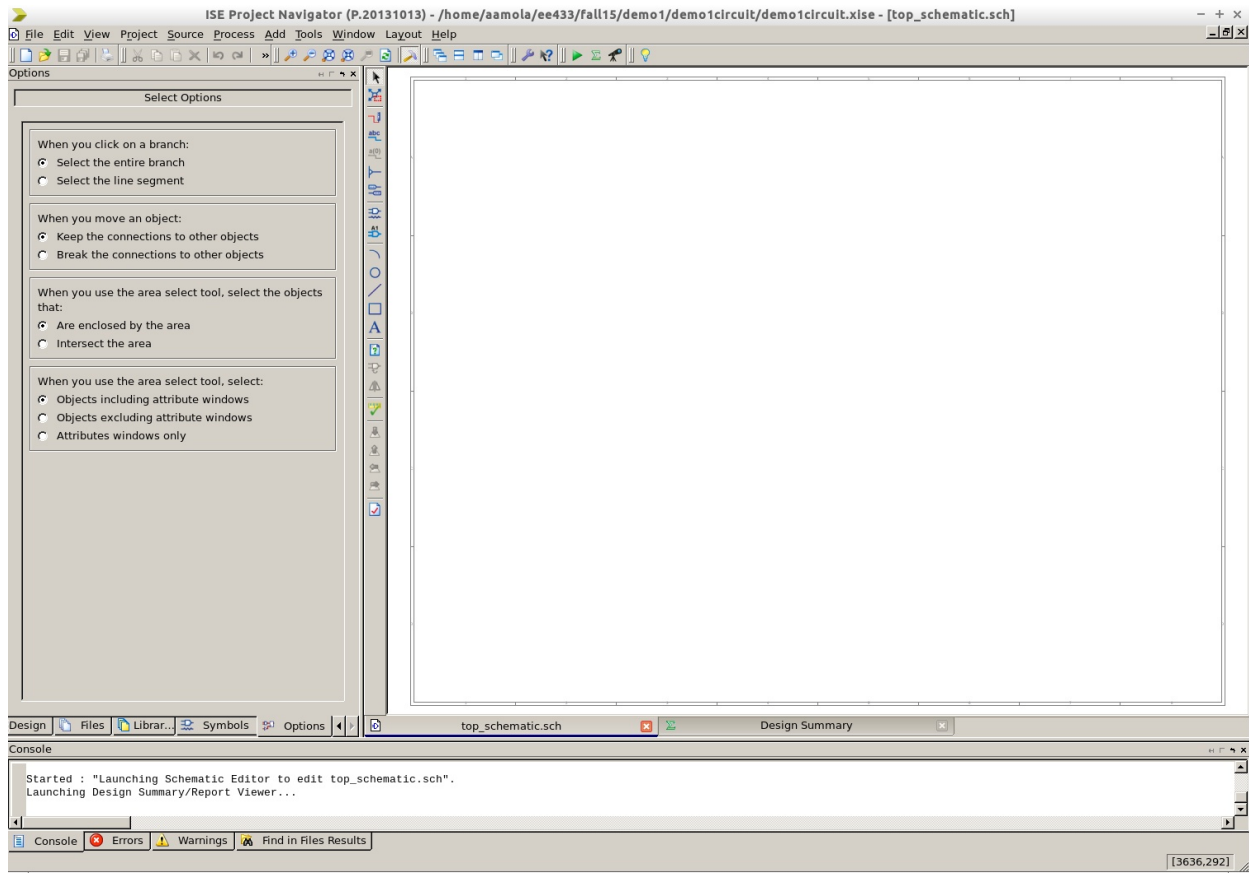 ISE Project Navigator (P.20131013) - /home/aamola/ee433/fall15/demo1/demo1circuit/demo1circuit.xise - [top_schematic.sch]
File Edit View Project Source Process Add Tools Window Layout Help
Options
Select Options
When you click on a branch:
Select the entire branch
Select the line segment
When you move an object:
Keep the connections to other objects
Break the connections to other objects
When you use the area select tool, select the objects
that:
Are enclosed by the area
Intersect the area
When you use the area select tool, select:
Objects including attribute windows
Objects excluding attribute windows
Attributes windows only
abc
A1
A
Design Files Librar... Symbols Options
top_schematic.sch Design Summary
Console
Started : "Launching Schematic Editor to edit top_schematic.sch".
Launching Design Summary/Report Viewer...
Console Errors Warnings Find in Files Results
[3636,292]